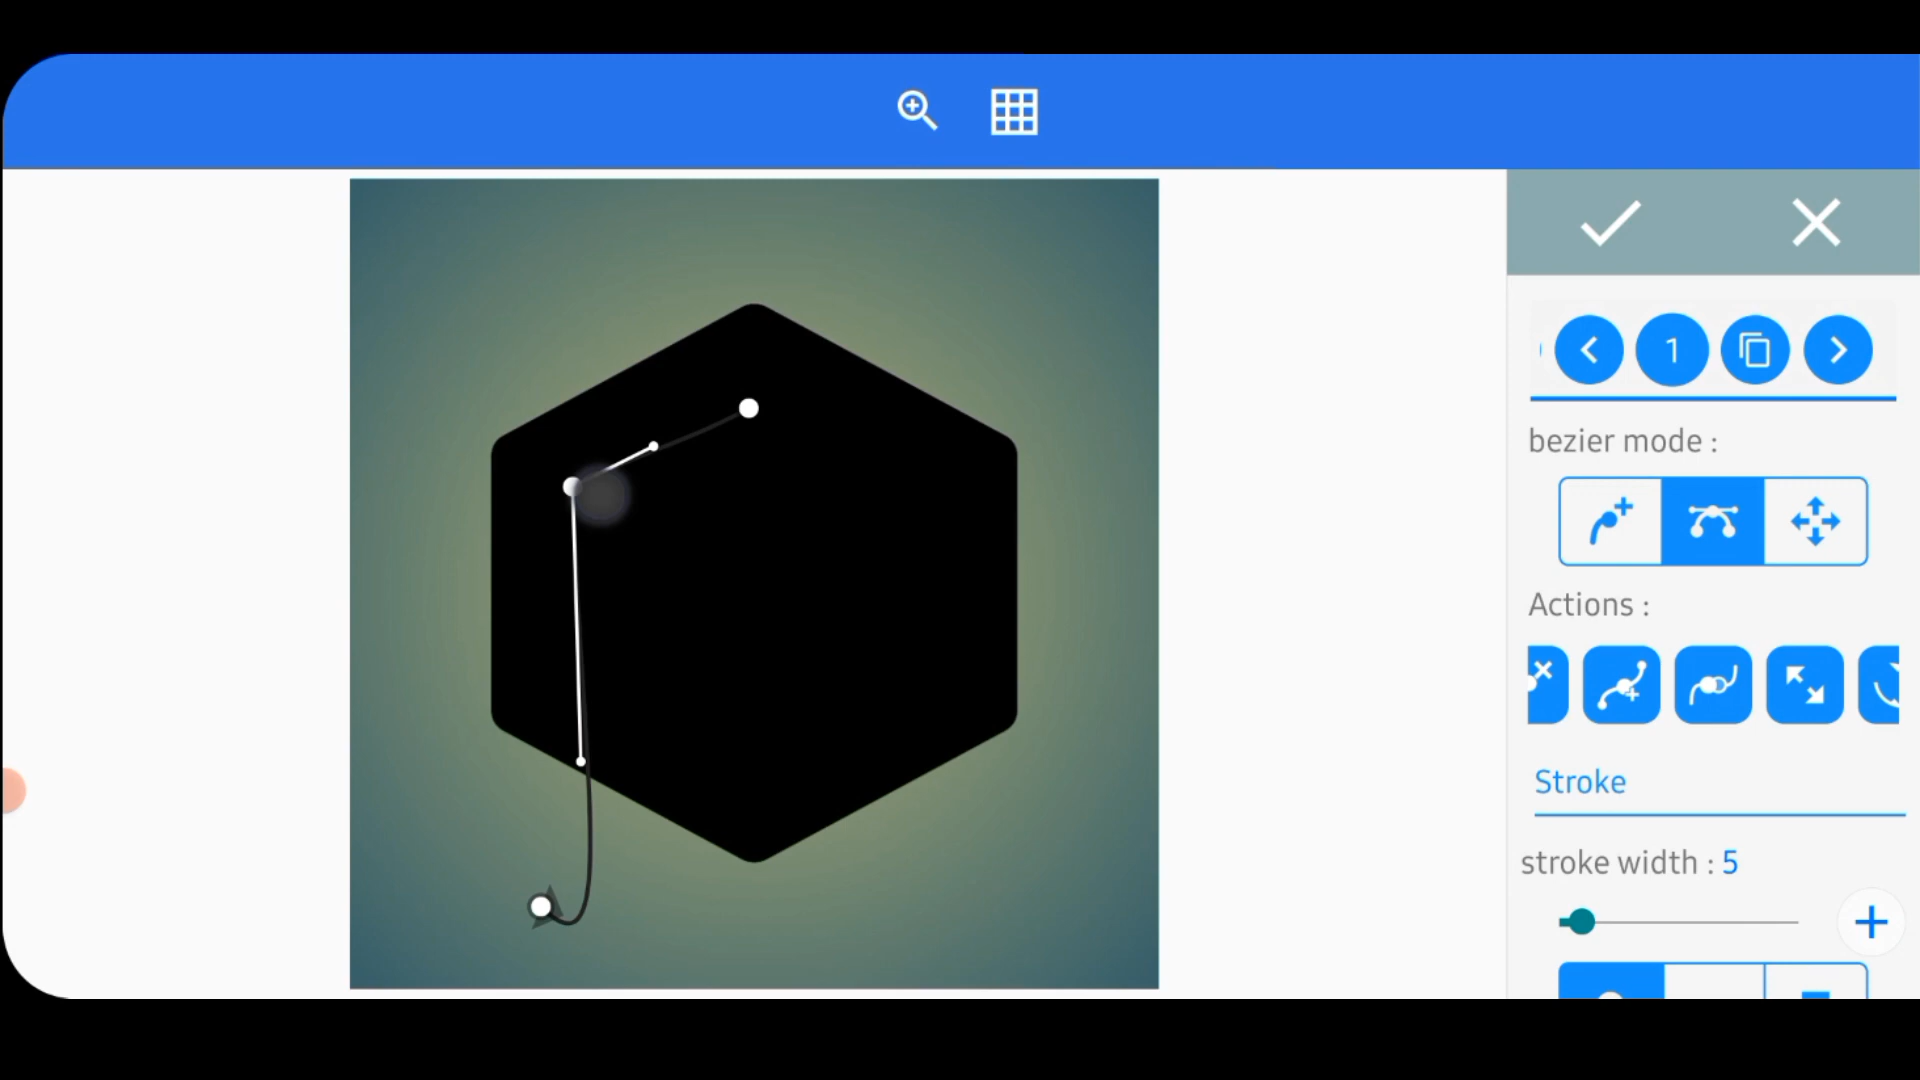 1
bezier mode :
Actions :
Stroke
stroke width : 5